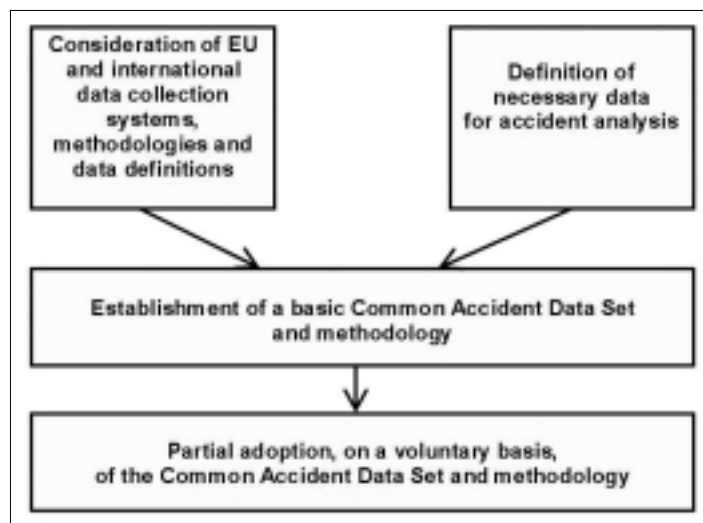 Consideration of EU
and international
data collection
systems,
methodologies and
data definitions
Definition of
necessary data
for accident analysis
Establishment of a basic Common Accident Data Set
and methodology
Partial adoption, on a voluntary basis,
of the Common Accident Data Set and methodology